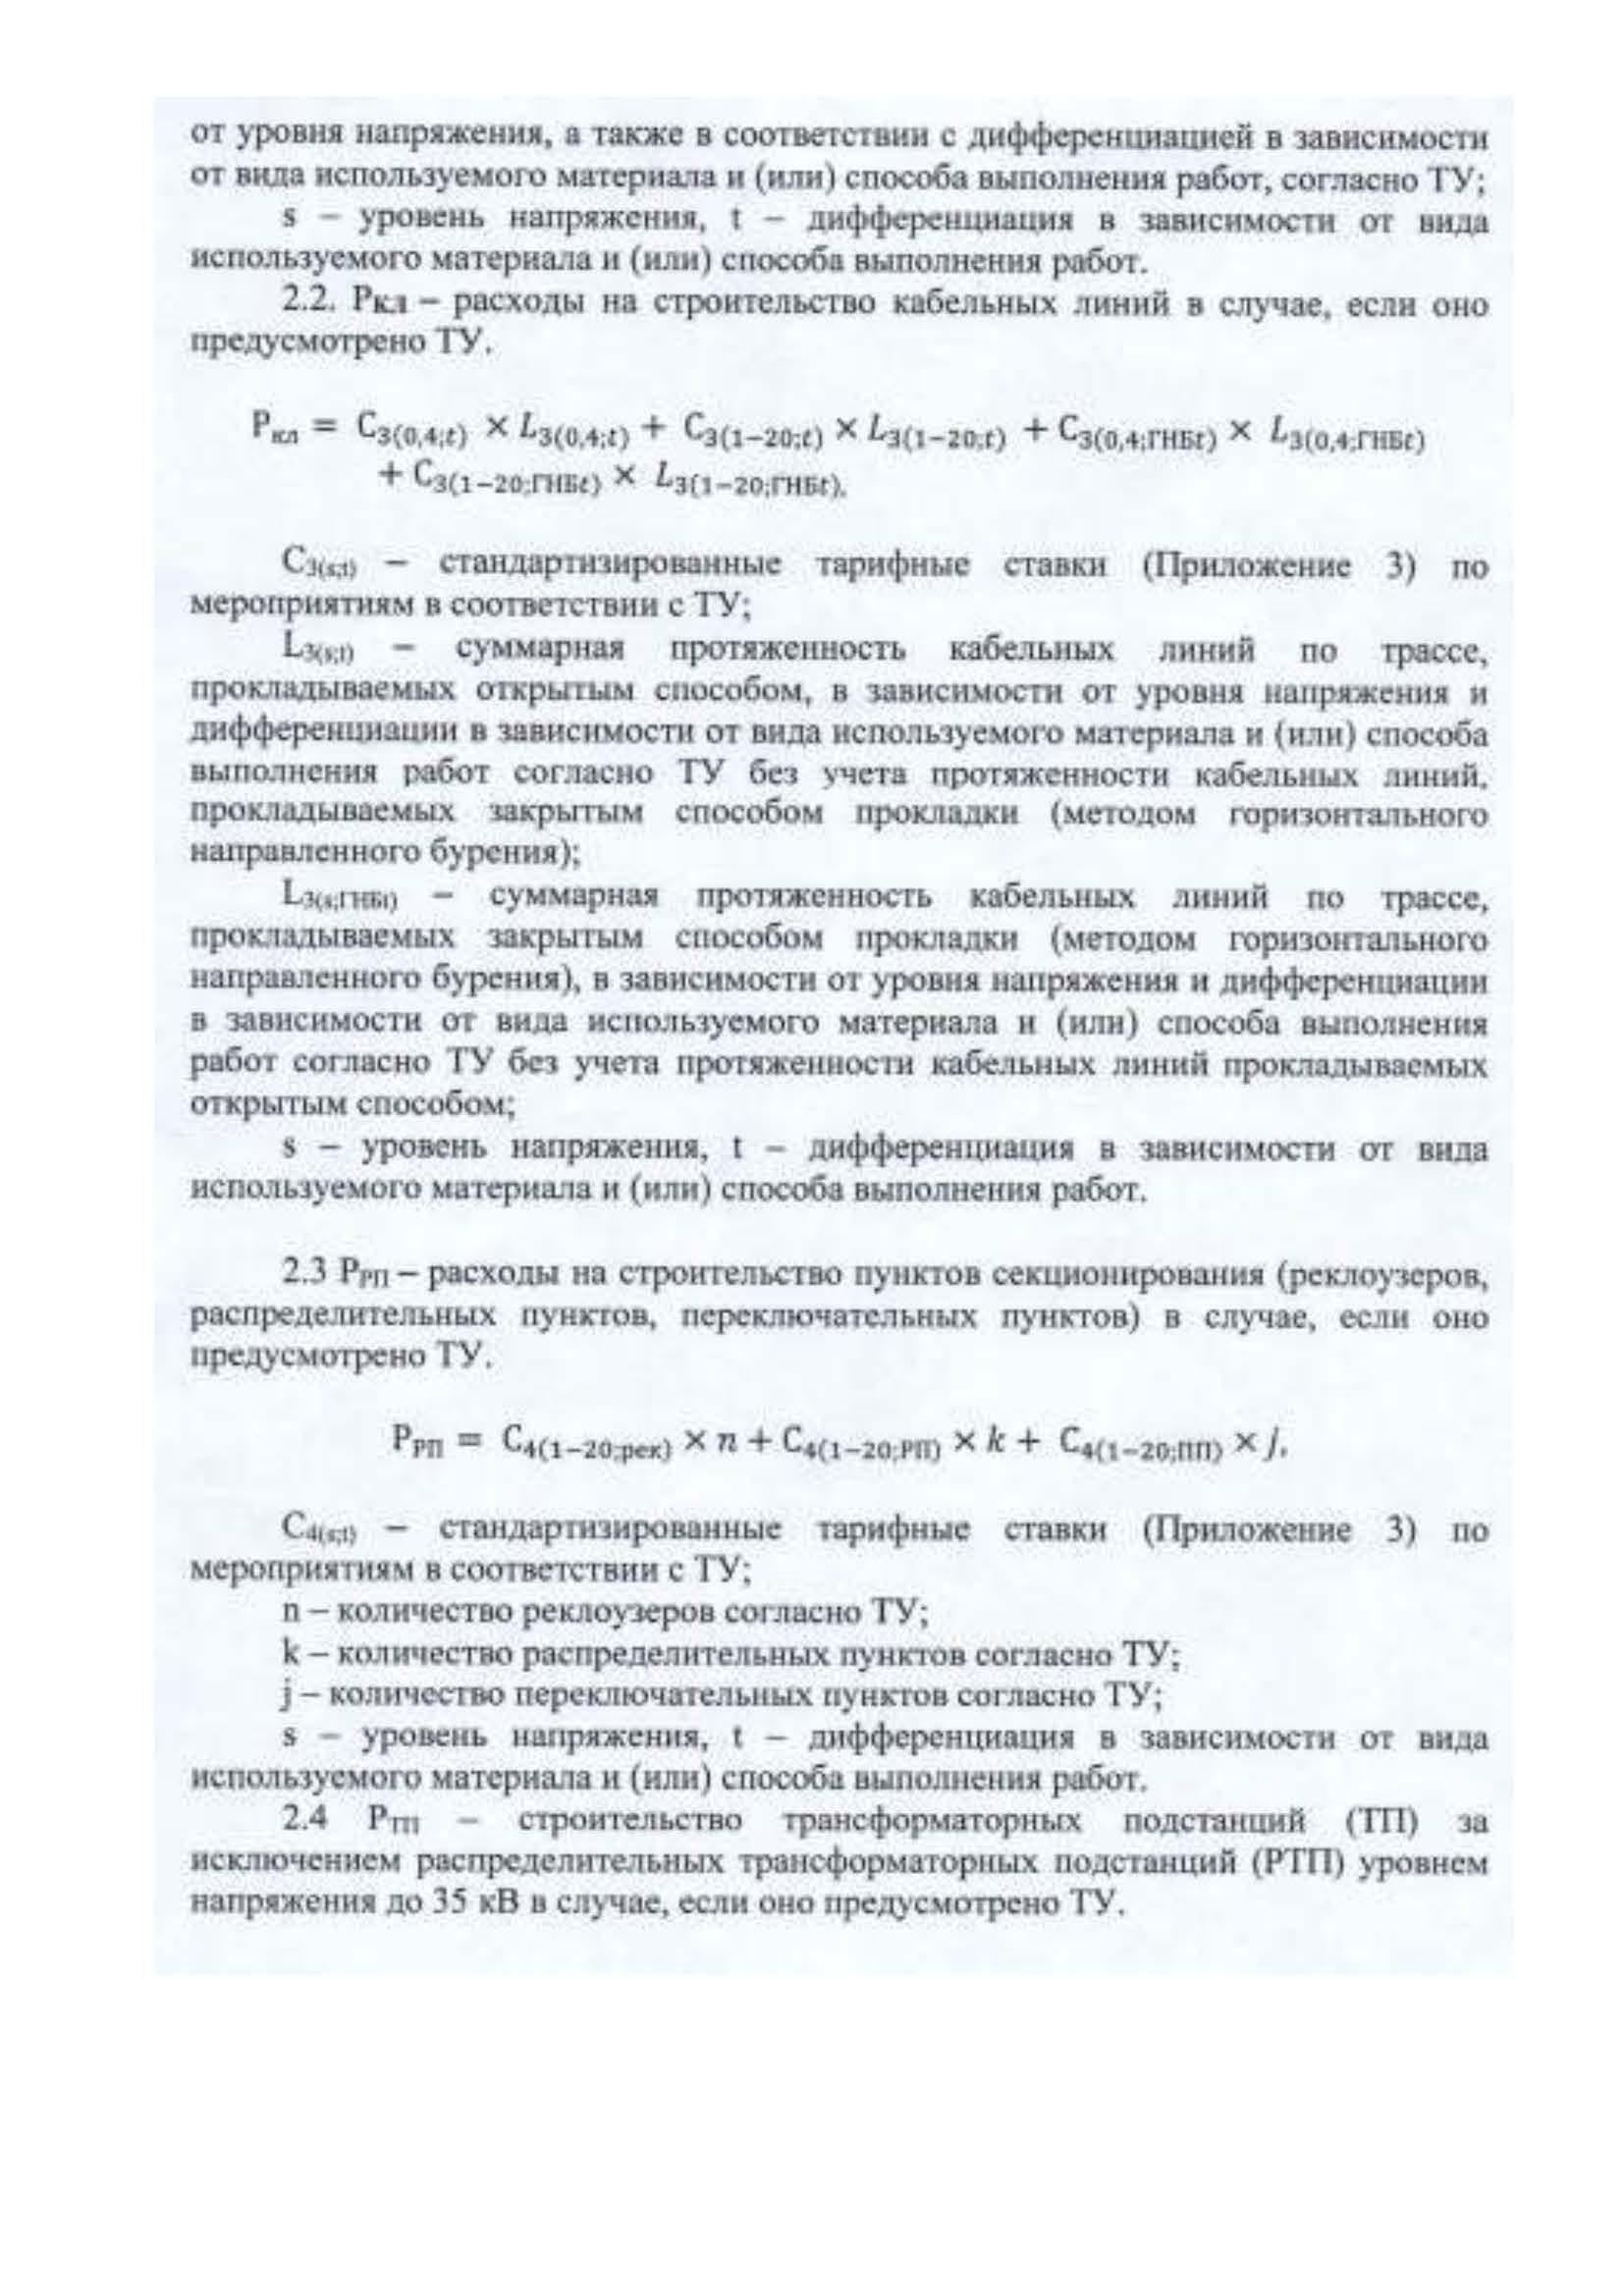 от уровня напряжения, а также в соответствии с дифференциацией в зависимости
от вида используемого материала и (или) способа выполнения работ, согласно ТУ;
s – уровень напряжения, t – дифференциация в зависимости от вида
используемого материала и (или) способа выполнения работ.
2.2. Ркл – расходы на строительство кабельных линий в случае, если оно
предусмотрено ТУ.
Ркл = С3(0,4;t) × L3(0,4;t) + С3(1−20;t) × L3(1−20;t) + С3(0,4;ГНБt) × L3(0,4;ГНБt)
+ С3(1−20;ГНБt) × L3(1−20;ГНБt),
С3(s;t) – стандартизированные тарифные ставки (Приложение 3) по
мероприятиям в соответствии с ТУ;
L3(s;t) – суммарная протяженность кабельных линий по трассе,
прокладываемых открытым способом, в зависимости от уровня напряжения и
дифференциации в зависимости от вида используемого материала и (или) способа
выполнения работ согласно ТУ без учета протяженности кабельных линий,
прокладываемых закрытым способом прокладки (методом горизонтального
направленного бурения);
L3(s;ГНБt) – суммарная протяженность кабельных линий по трассе,
прокладываемых закрытым способом прокладки (методом горизонтального
направленного бурения), в зависимости от уровня напряжения и дифференциации
в зависимости от вида используемого материала и (или) способа выполнения
работ согласно ТУ без учета протяженности кабельных линий прокладываемых
открытым способом;
s – уровень напряжения, t – дифференциация в зависимости от вида
используемого материала и (или) способа выполнения работ.
2.3 РРП – расходы на строительство пунктов секционирования (реклоузеров,
распределительных пунктов, переключательных пунктов) в случае, если оно
предусмотрено ТУ.
РРП = С4(1−20;рек) × n + С4(1−20;РП) × k + С4(1−20;ПП) × j,
С4(s;t) – стандартизированные тарифные ставки (Приложение 3) по
мероприятиям в соответствии с ТУ;
n – количество реклоузеров согласно ТУ;
k – количество распределительных пунктов согласно ТУ;
j – количество переключательных пунктов согласно ТУ;
s – уровень напряжения, t – дифференциация в зависимости от вида
используемого материала и (или) способа выполнения работ.
2.4 РТП – строительство трансформаторных подстанций (ТП) за
исключением распределительных трансформаторных подстанций (РТП) уровнем
напряжения до 35 кВ в случае, если оно предусмотрено ТУ.